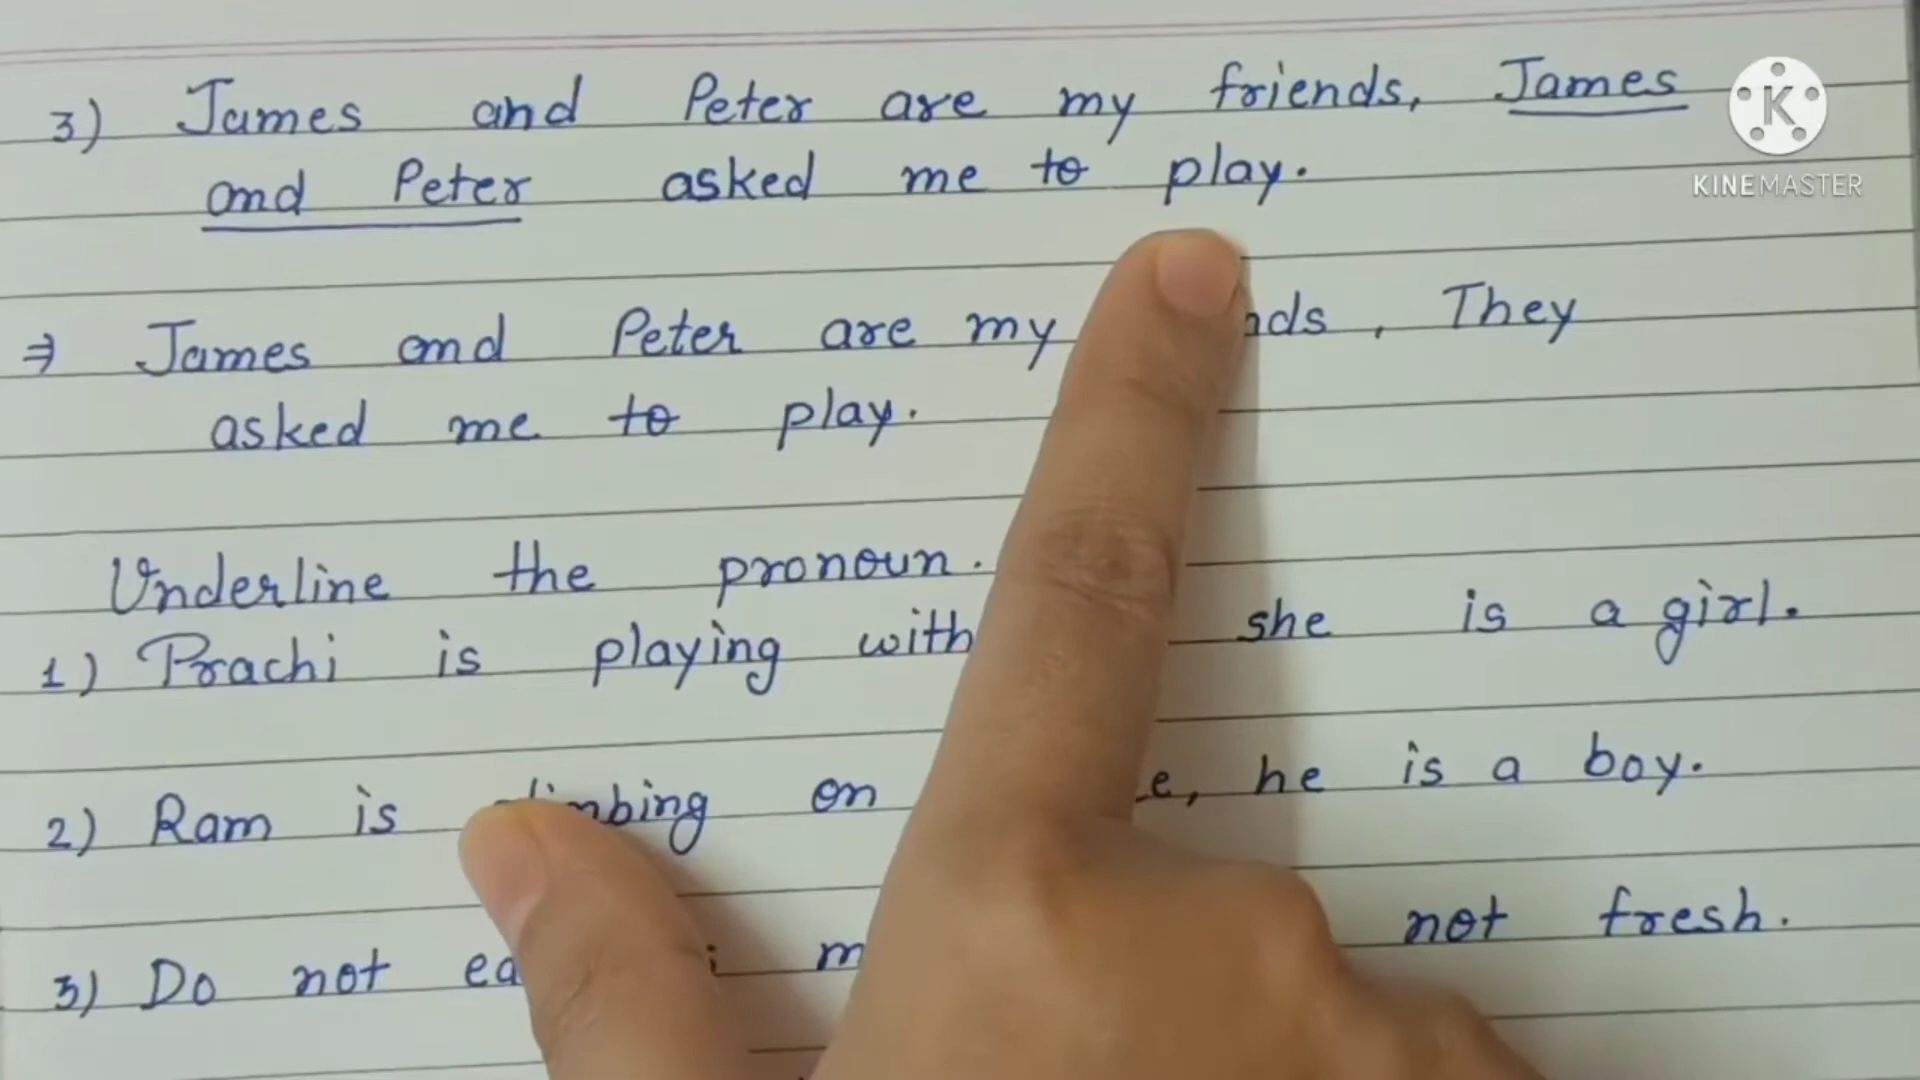 3) James and Peter are my friends, James
and Peter asked me to play.
⇒ James and Peter are my , They
asked me to play.
Underline the pronoun.
1) Prachi is playing with she is a girl.
2) Ram is on , he is a boy.
3) Do not not fresh.
K
KINEMASTER